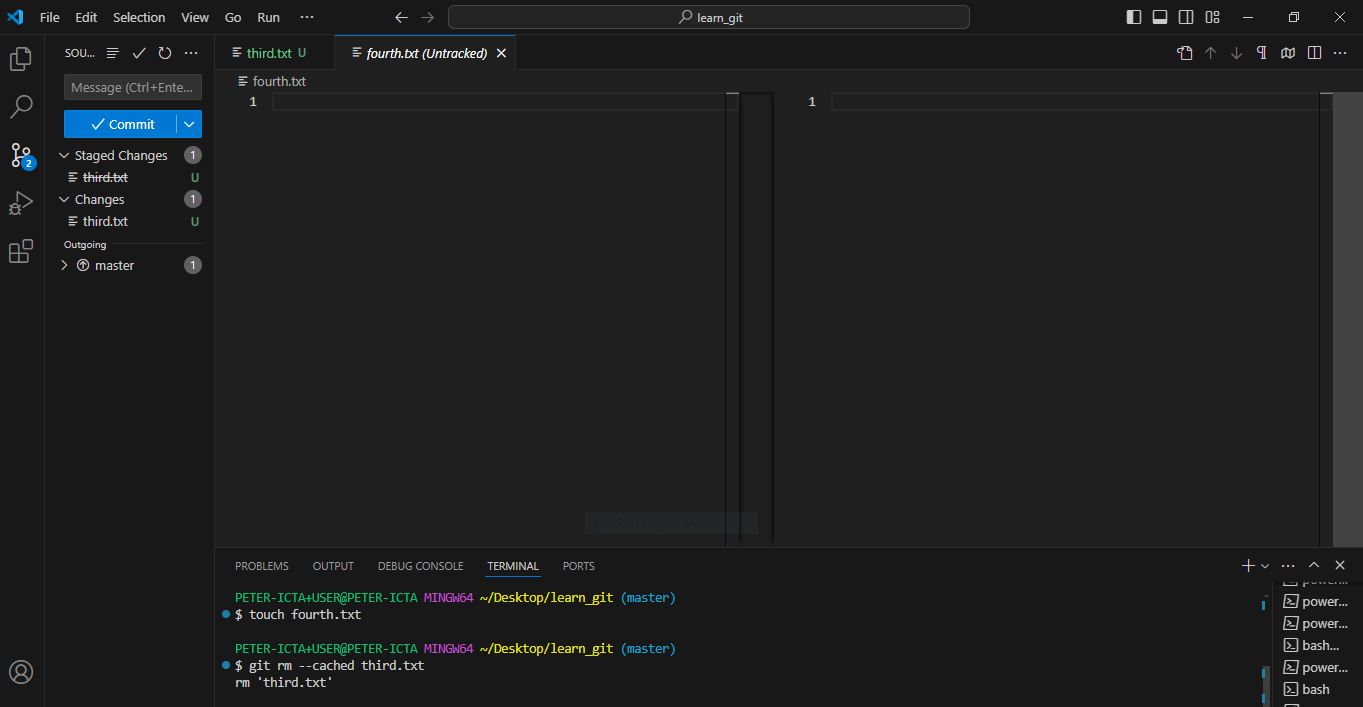 File Edit Selection View Go Run ···
learn_git
SOU...
third.txt U
fourth.txt (Untracked)
Message (Ctrl+Ente...
fourth.txt
1
1
Commit
Staged Changes 1
third.txt U
Changes 1
third.txt U
Outgoing
master 1
2
Rectangular Snip
PROBLEMS OUTPUT DEBUG CONSOLE TERMINAL PORTS
PETER-ICTA+USER@PETER-ICTA MINGW64 ~/Desktop/learn_git (master)
$ touch fourth.txt
PETER-ICTA+USER@PETER-ICTA MINGW64 ~/Desktop/learn_git (master)
$ git rm --cached third.txt
rm 'third.txt'
power...
power...
bash...
power...
bash